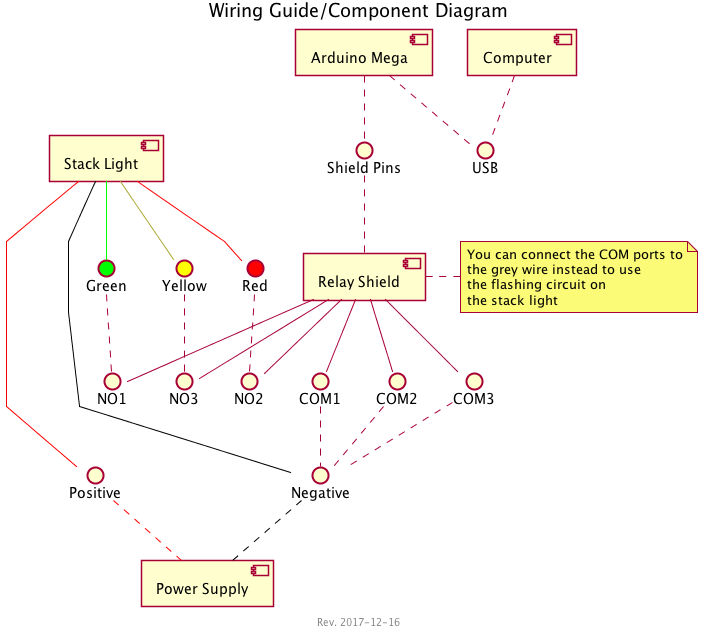 Wiring Guide/Component Diagram
Arduino Mega
Computer
Stack Light
Shield Pins
USB
Relay Shield
You can connect the COM ports to
the grey wire instead to use
the flashing circuit on
the stack light
Green
Yellow
Red
NO1
NO3
NO2
COM1
COM2
COM3
Positive
Negative
Power Supply
Rev. 2017-12-16